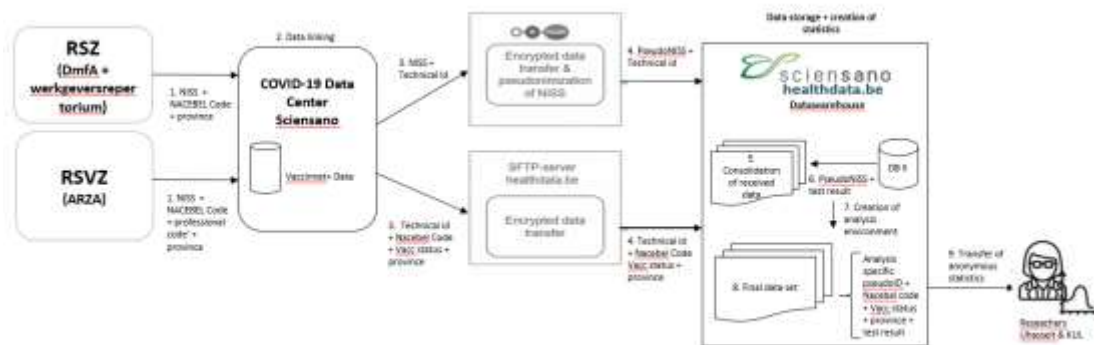 RSZ
(DmfA +
werkgeversreper
torium)
RSVZ
(ARZA)
1. NISS +
NACEBEL Code
+ province
1. NISS +
NACEBEL Code
+ professional
code +
province
2. Data linking
COVID-19 Data
Center
Sciensano
Vaccinnet+ Data
3. NISS +
Technical id
3. Technical id
+ Nacebel Code
+ Vacc status +
province
Encrypted data
transfer &
pseudonimization
of NISS
SFTP-server
healthdata.be
Encrypted data
transfer
4. PseudoNISS +
Technical id
4. Technical id
+ Nacebel Code
Vacc status +
province
Data storage + creation of
statistics
sciensano
healthdata.be
Datawarehouse
5.
Consolidation
of received
data
DB II
6. PseudoNISS +
test result
7. Creation of
analysis
environment
8. Final data set
Analysis
specific
pseudoID +
Nacebel code
+ Vacc status
+ province +
test result
9. Transfer of
anonymous
statistics
Researchers
Uhasselt & KUL